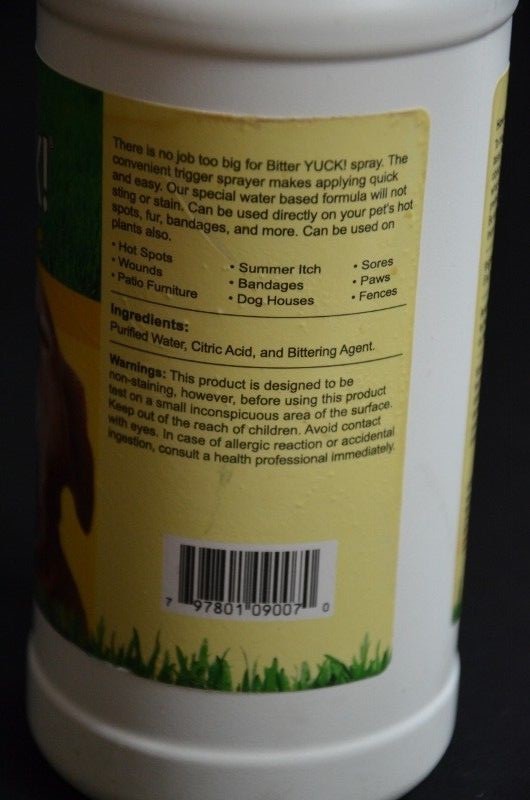 K!
There is no job too big for Bitter YUCK! spray. The
convenient trigger sprayer makes applying quick
and easy. Our special water based formula will not
sting or stain. Can be used directly on your pet's hot
spots, fur, bandages, and more. Can be used on
plants also.
• Hot Spots • Summer Itch • Sores
• Wounds • Bandages • Paws
• Patio Furniture • Dog Houses • Fences
Ingredients:
Purified Water, Citric Acid, and Bittering Agent.
Warnings: This product is designed to be
non-staining, however, before using this product
test on a small inconspicuous area of the surface.
Keep out of the reach of children. Avoid contact
with eyes. In case of allergic reaction or accidental
ingestion, consult a health professional immediately.
7 97801 09007 0